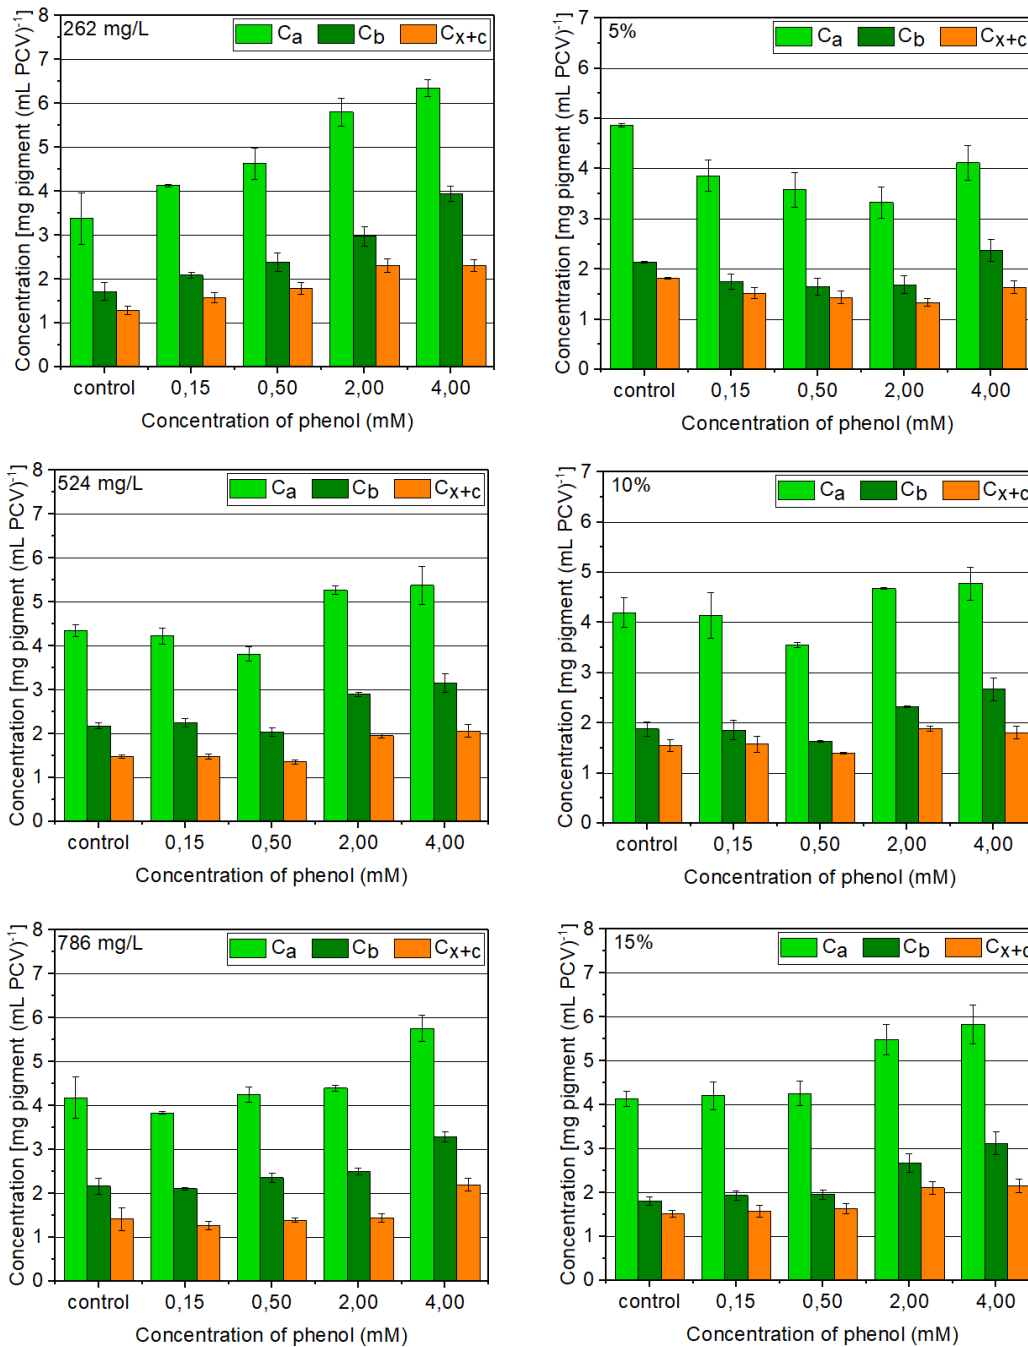 262 mg/L
Ca Cb Cx+c
Concentration [mg pigment (mL PCV)-1]
8
7
6
5
4
3
2
1
0
control 0,15 0,50 2,00 4,00
Concentration of phenol (mM)
5%
Ca Cb Cx+c
Concentration [mg pigment (mL PCV)-1]
7
6
5
4
3
2
1
0
control 0,15 0,50 2,00 4,00
Concentration of phenol (mM)
524 mg/L
Ca Cb Cx+c
Concentration [mg pigment (mL PCV)-1]
8
7
6
5
4
3
2
1
0
control 0,15 0,50 2,00 4,00
Concentration of phenol (mM)
10%
Ca Cb Cx+c
Concentration [mg pigment (mL PCV)-1]
7
6
5
4
3
2
1
0
control 0,15 0,50 2,00 4,00
Concentration of phenol (mM)
786 mg/L
Ca Cb Cx+c
Concentration [mg pigment (mL PCV)-1]
8
7
6
5
4
3
2
1
0
control 0,15 0,50 2,00 4,00
Concentration of phenol (mM)
15%
Ca Cb Cx+c
Concentration [mg pigment (mL PCV)-1]
8
7
6
5
4
3
2
1
0
control 0,15 0,50 2,00 4,00
Concentration of phenol (mM)